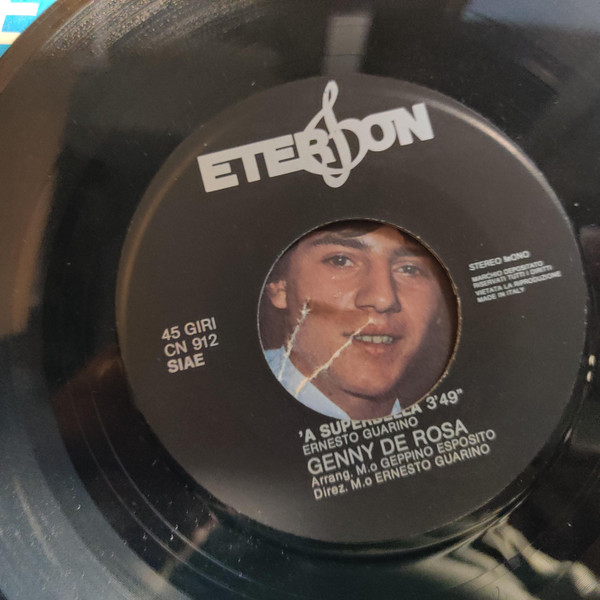 ETERJON
45 GIRI
CN 912
SIAE
STEREO MONO
MARCHIO DEPOSITATO
RISERVATI TUTTI I DIRITTI
VIETATA LA RIPRODUZIONE
MADE IN ITALY
'A SUPERBELLA 3'49"
ERNESTO GUARINO
GENNY DE ROSA
Arrang. M.o GEPPINO ESPOSITO
Direz. M.o ERNESTO GUARINO